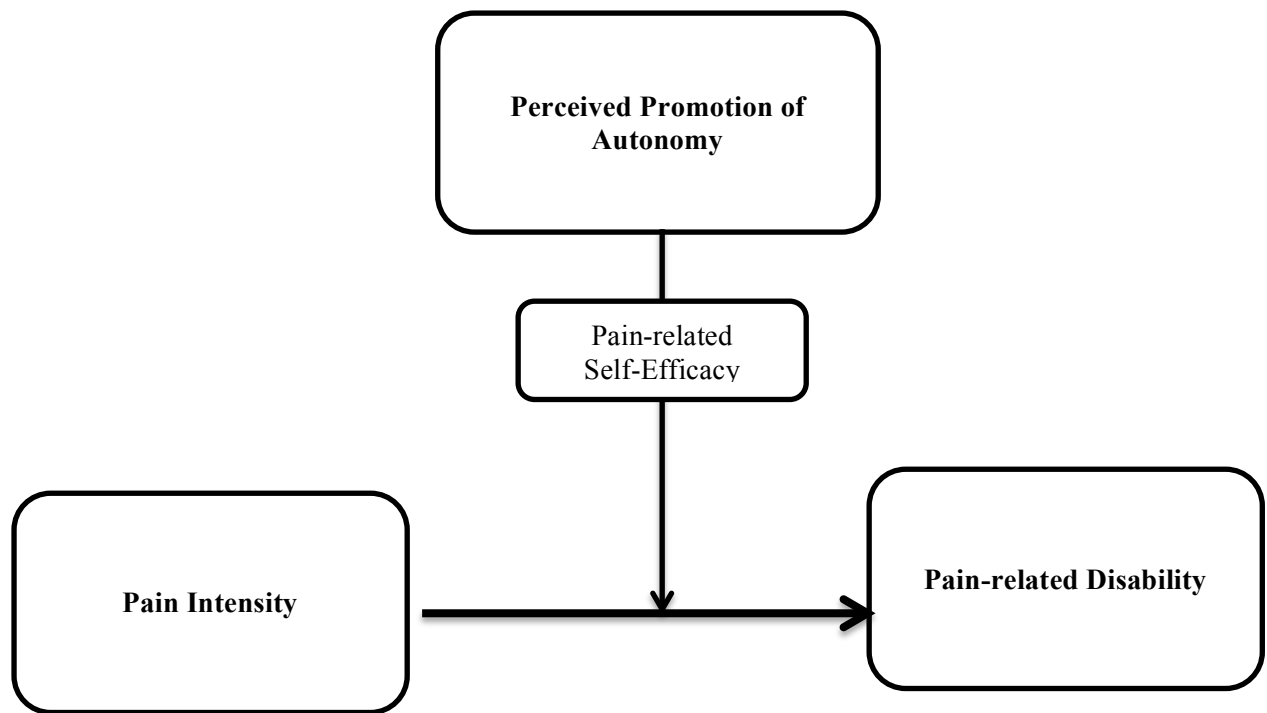 Perceived Promotion of
Autonomy
Pain-related
Self-Efficacy
Pain Intensity
Pain-related Disability